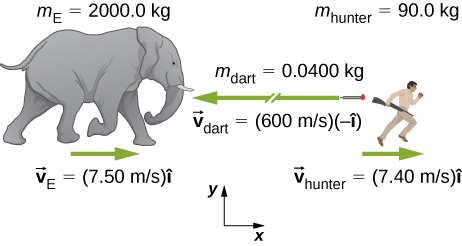 m_E = 2000.0 kg
m_hunter = 90.0 kg
m_dart = 0.0400 kg
v⃗_dart = (600 m/s)(–î)
v⃗_E = (7.50 m/s)î
v⃗_hunter = (7.40 m/s)î
y
x